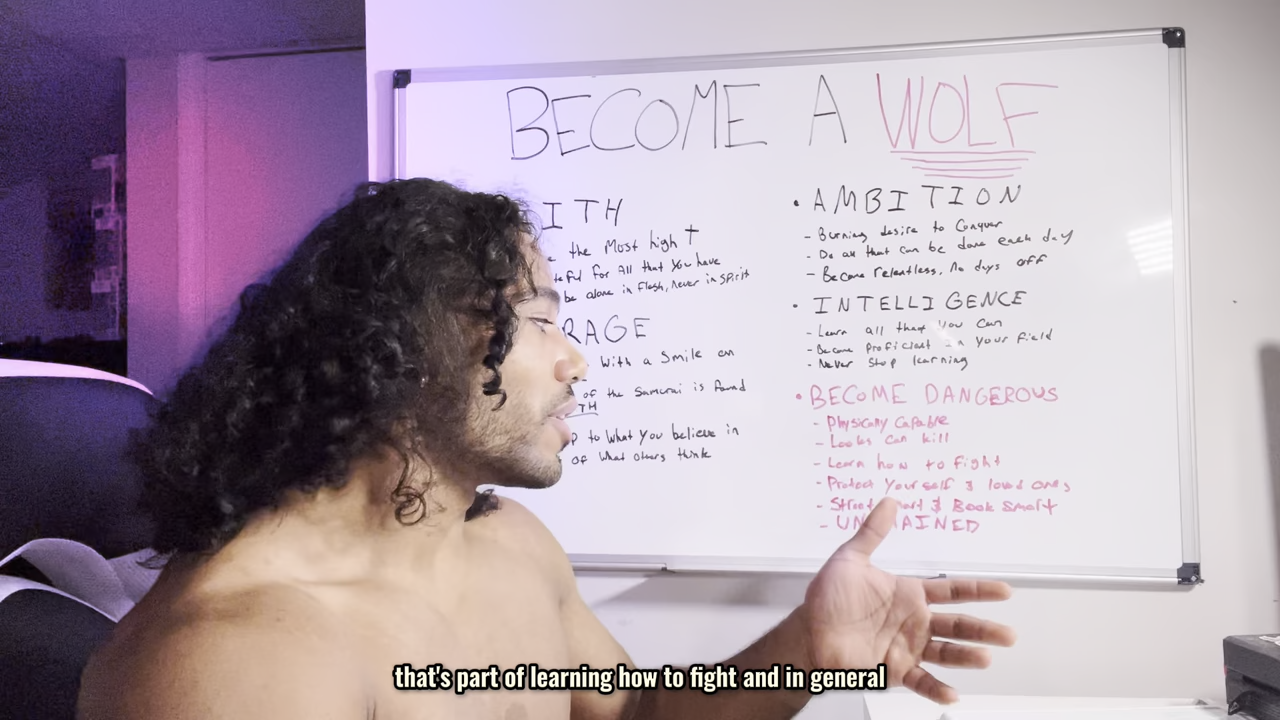 BECOME A WOLF
ITH
the Most high
for All that You have
be alone in flesh, never in Spirit
RAGE
With a Smile on
of the Samurai is found
TH
to What You believe in
of What others think
• AMBITION
- Burning desire to Conquer
- Do all that can be done each day
- Become relentless, No days off
• INTELLIGENCE
- Learn all that You Can
- Become Proficient in Your field
- Never Stop learning
• BECOME DANGEROUS
- Physically Capable
- Looks Can kill
- Learn how to fight
- Protect Yourself & loved ones
- Street Smart & Book Smart
- UN AINED
that's part of learning how to fight and in general